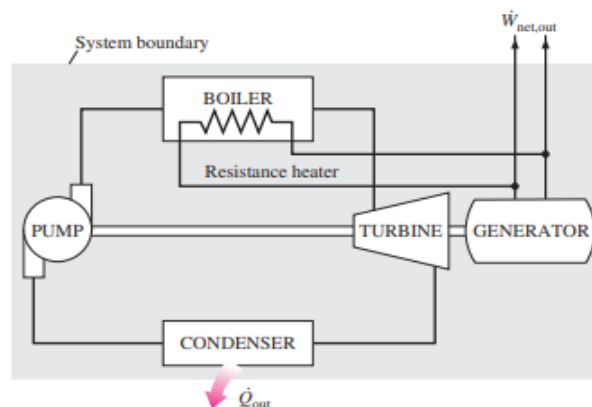 Ẇnet,out
System boundary
BOILER
Resistance heater
PUMP
TURBINE
GENERATOR
CONDENSER
Q̇out